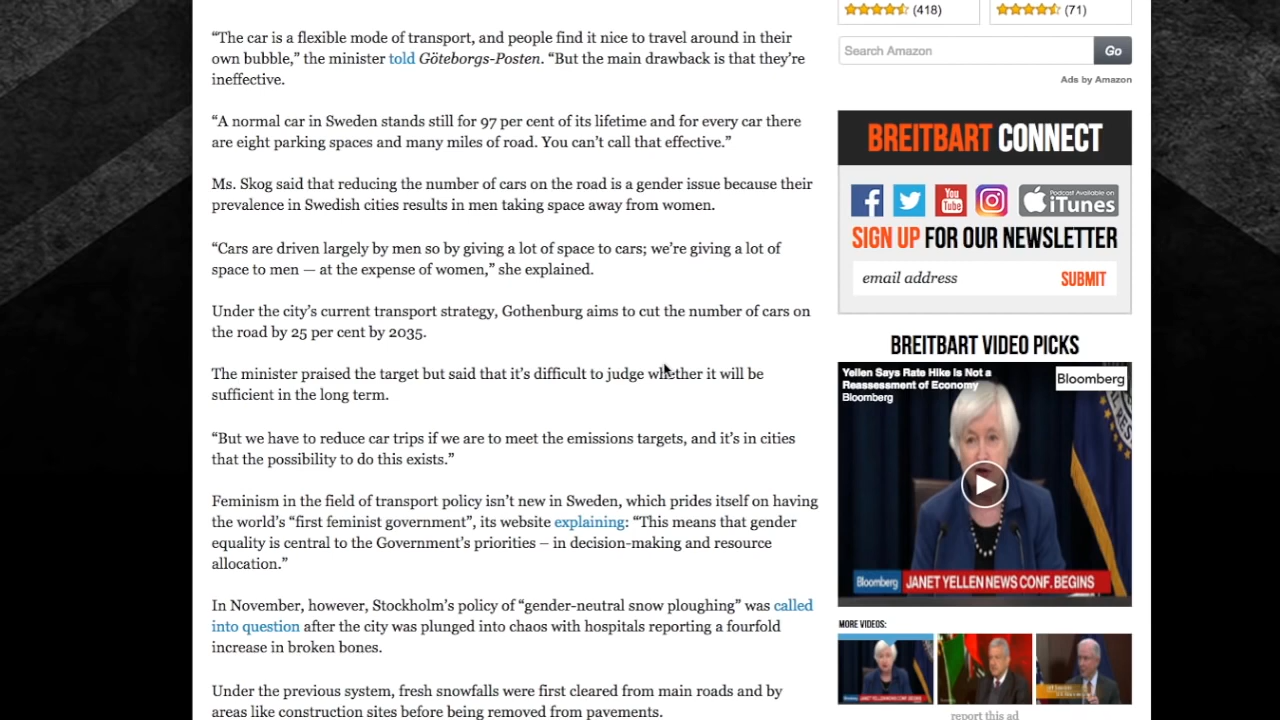 “The car is a flexible mode of transport, and people find it nice to travel around in their
own bubble,” the minister told Göteborgs-Posten. “But the main drawback is that they’re
ineffective.
“A normal car in Sweden stands still for 97 per cent of its lifetime and for every car there
are eight parking spaces and many miles of road. You can’t call that effective.”
Ms. Skog said that reducing the number of cars on the road is a gender issue because their
prevalence in Swedish cities results in men taking space away from women.
“Cars are driven largely by men so by giving a lot of space to cars; we’re giving a lot of
space to men — at the expense of women,” she explained.
Under the city’s current transport strategy, Gothenburg aims to cut the number of cars on
the road by 25 per cent by 2035.
The minister praised the target but said that it’s difficult to judge whether it will be
sufficient in the long term.
“But we have to reduce car trips if we are to meet the emissions targets, and it’s in cities
that the possibility to do this exists.”
Feminism in the field of transport policy isn’t new in Sweden, which prides itself on having
the world’s “first feminist government”, its website explaining: “This means that gender
equality is central to the Government’s priorities – in decision-making and resource
allocation.”
In November, however, Stockholm’s policy of “gender-neutral snow ploughing” was called
into question after the city was plunged into chaos with hospitals reporting a fourfold
increase in broken bones.
Under the previous system, fresh snowfalls were first cleared from main roads and by
areas like construction sites before being removed from pavements.
(418)
(71)
Search Amazon
Go
Ads by Amazon
BREITBART CONNECT
You
Tube
Podcast Available on
iTunes
SIGN UP FOR OUR NEWSLETTER
email address
SUBMIT
BREITBART VIDEO PICKS
Yellen Says Rate Hike Is Not a
Reassessment of Economy
Bloomberg
Bloomberg
Bloomberg
JANET YELLEN NEWS CONF. BEGINS
MORE VIDEOS:
report this ad